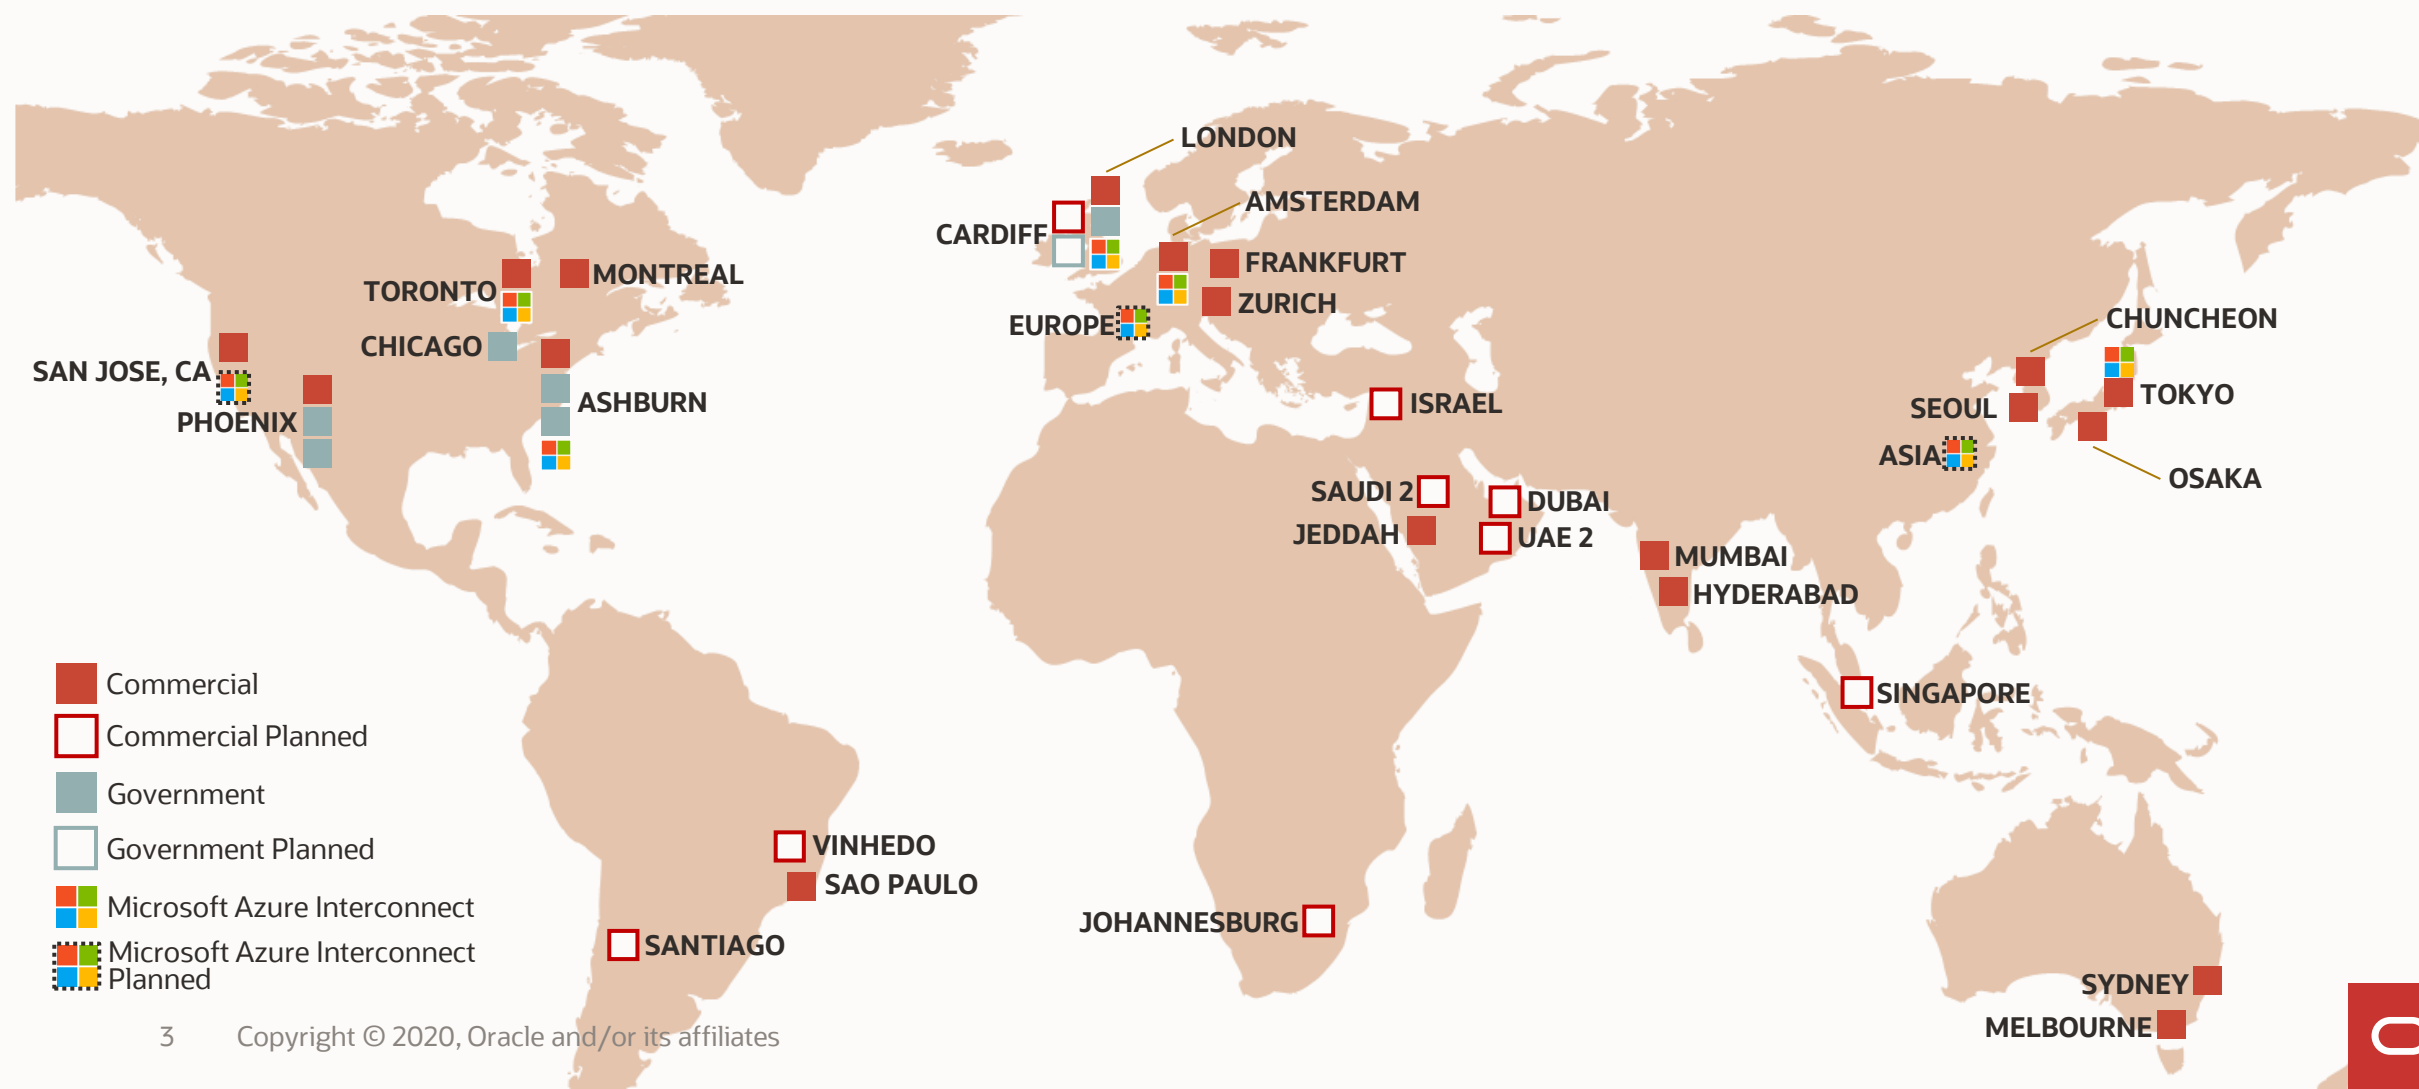 LONDON
AMSTERDAM
CARDIFF
FRANKFURT
MONTREAL
TORONTO
ZURICH
EUROPE
CHUNCHEON
CHICAGO
SAN JOSE, CA
ASHBURN
PHOENIX
ISRAEL
TOKYO
SEOUL
ASIA
OSAKA
SAUDI 2
DUBAI
JEDDAH
UAE 2
MUMBAI
HYDERABAD
SINGAPORE
Commercial
Commercial Planned
Government
Government Planned
Microsoft Azure Interconnect
Microsoft Azure Interconnect
Planned
VINHEDO
SAO PAULO
SANTIAGO
JOHANNESBURG
SYDNEY
MELBOURNE
3 Copyright © 2020, Oracle and/or its affiliates